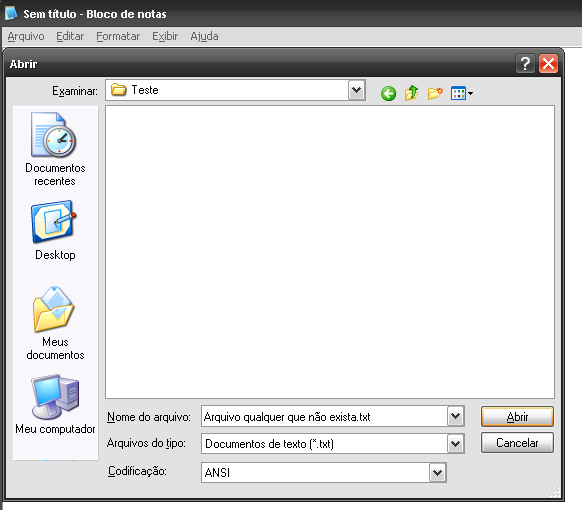 Sem título - Bloco de notas
Arquivo Editar Formatar Exibir Ajuda
Abrir
?
Examinar: Teste
Documentos
recentes
Desktop
Meus
documentos
Meu computador
Nome do arquivo: Arquivo qualquer que não exista.txt Abrir
Arquivos do tipo: Documentos de texto (*.txt) Cancelar
Codificação: ANSI